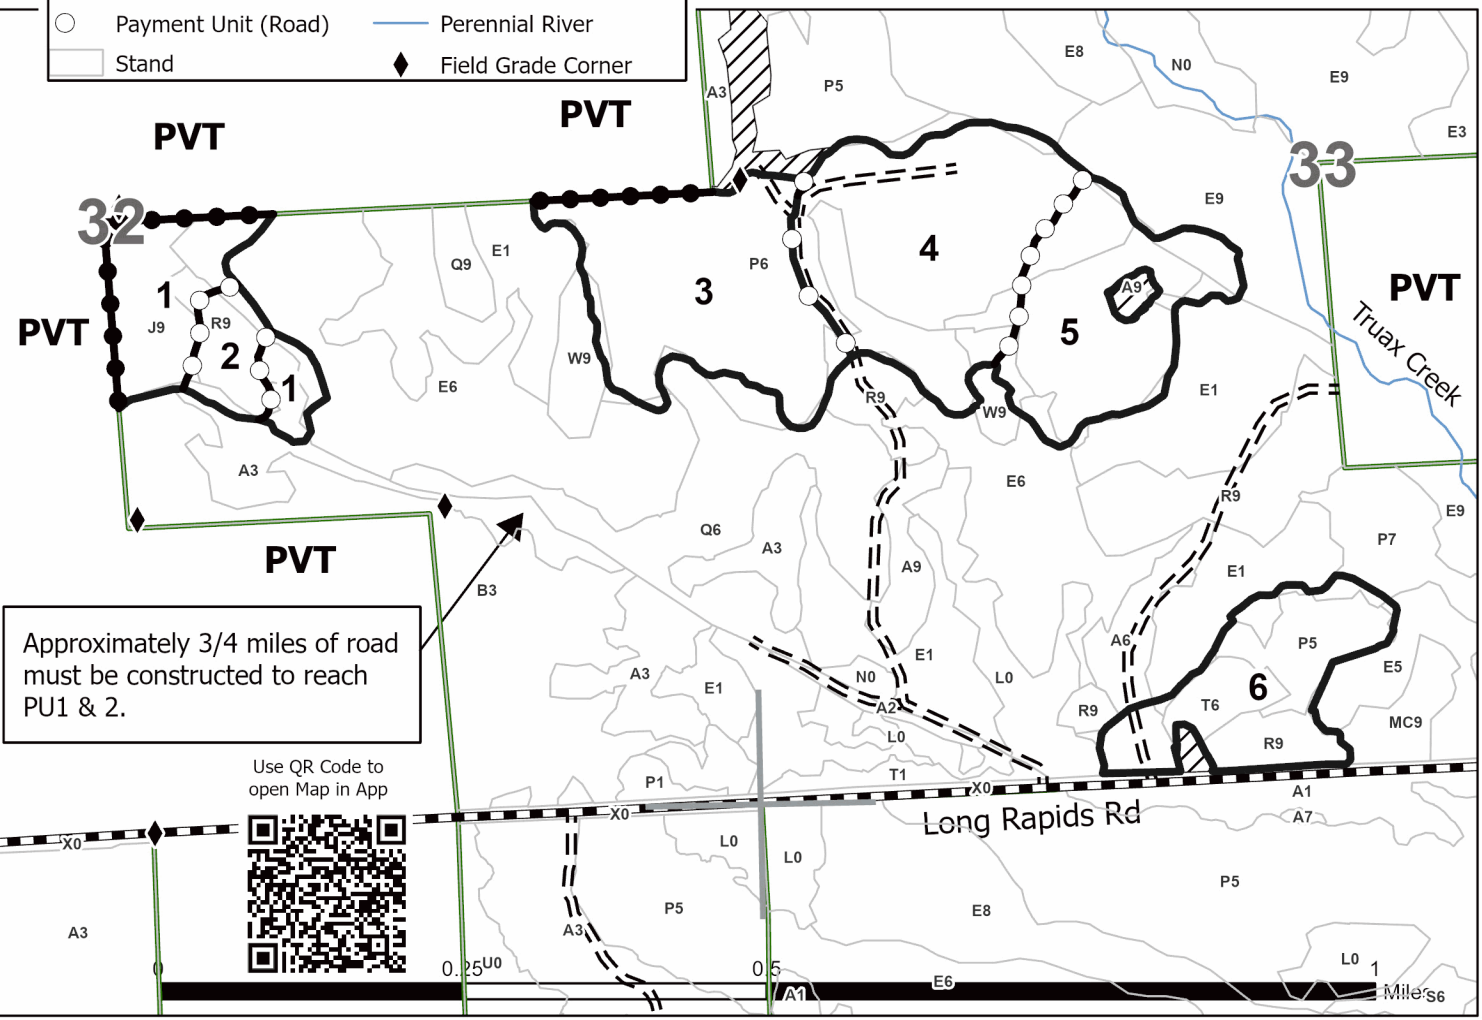 Payment Unit (Road)
Perennial River
Stand
Field Grade Corner
E8
N0
E9
A3
P5
PVT
PVT
E3
33
32
E9
4
Q9
E1
P6
3
1
J9
R9
2
PVT
W9
A9
5
PVT
Truax Creek
1
E6
R9
W9
E1
A3
E6
R9
E9
Q6
A3
P7
PVT
B3
A9
E1
Approximately 3/4 miles of road
must be constructed to reach
PU1 & 2.
A6
P5
E1
E5
A3
E1
N0
L0
6
A2
R9
T6
MC9
L0
R9
Use QR Code to
open Map in App
P1
T1
X0
A1
X0
Long Rapids Rd
A7
X0
L0
L0
P5
P5
E8
A3
A3
L0
0
0.25
U0
0.5
1
E6
A1
Miles
S6